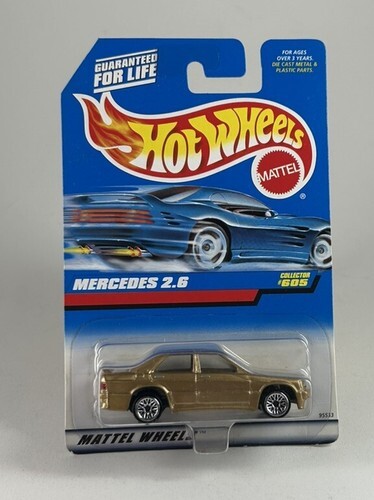 GUARANTEED
FOR LIFE
FOR AGES
OVER 3 YEARS.
DIE CAST METAL &
PLASTIC PARTS.
HOT WHEELS
MATTEL
®
MERCEDES 2.6
COLLECTOR
#605
95533
MATTEL WHEEL